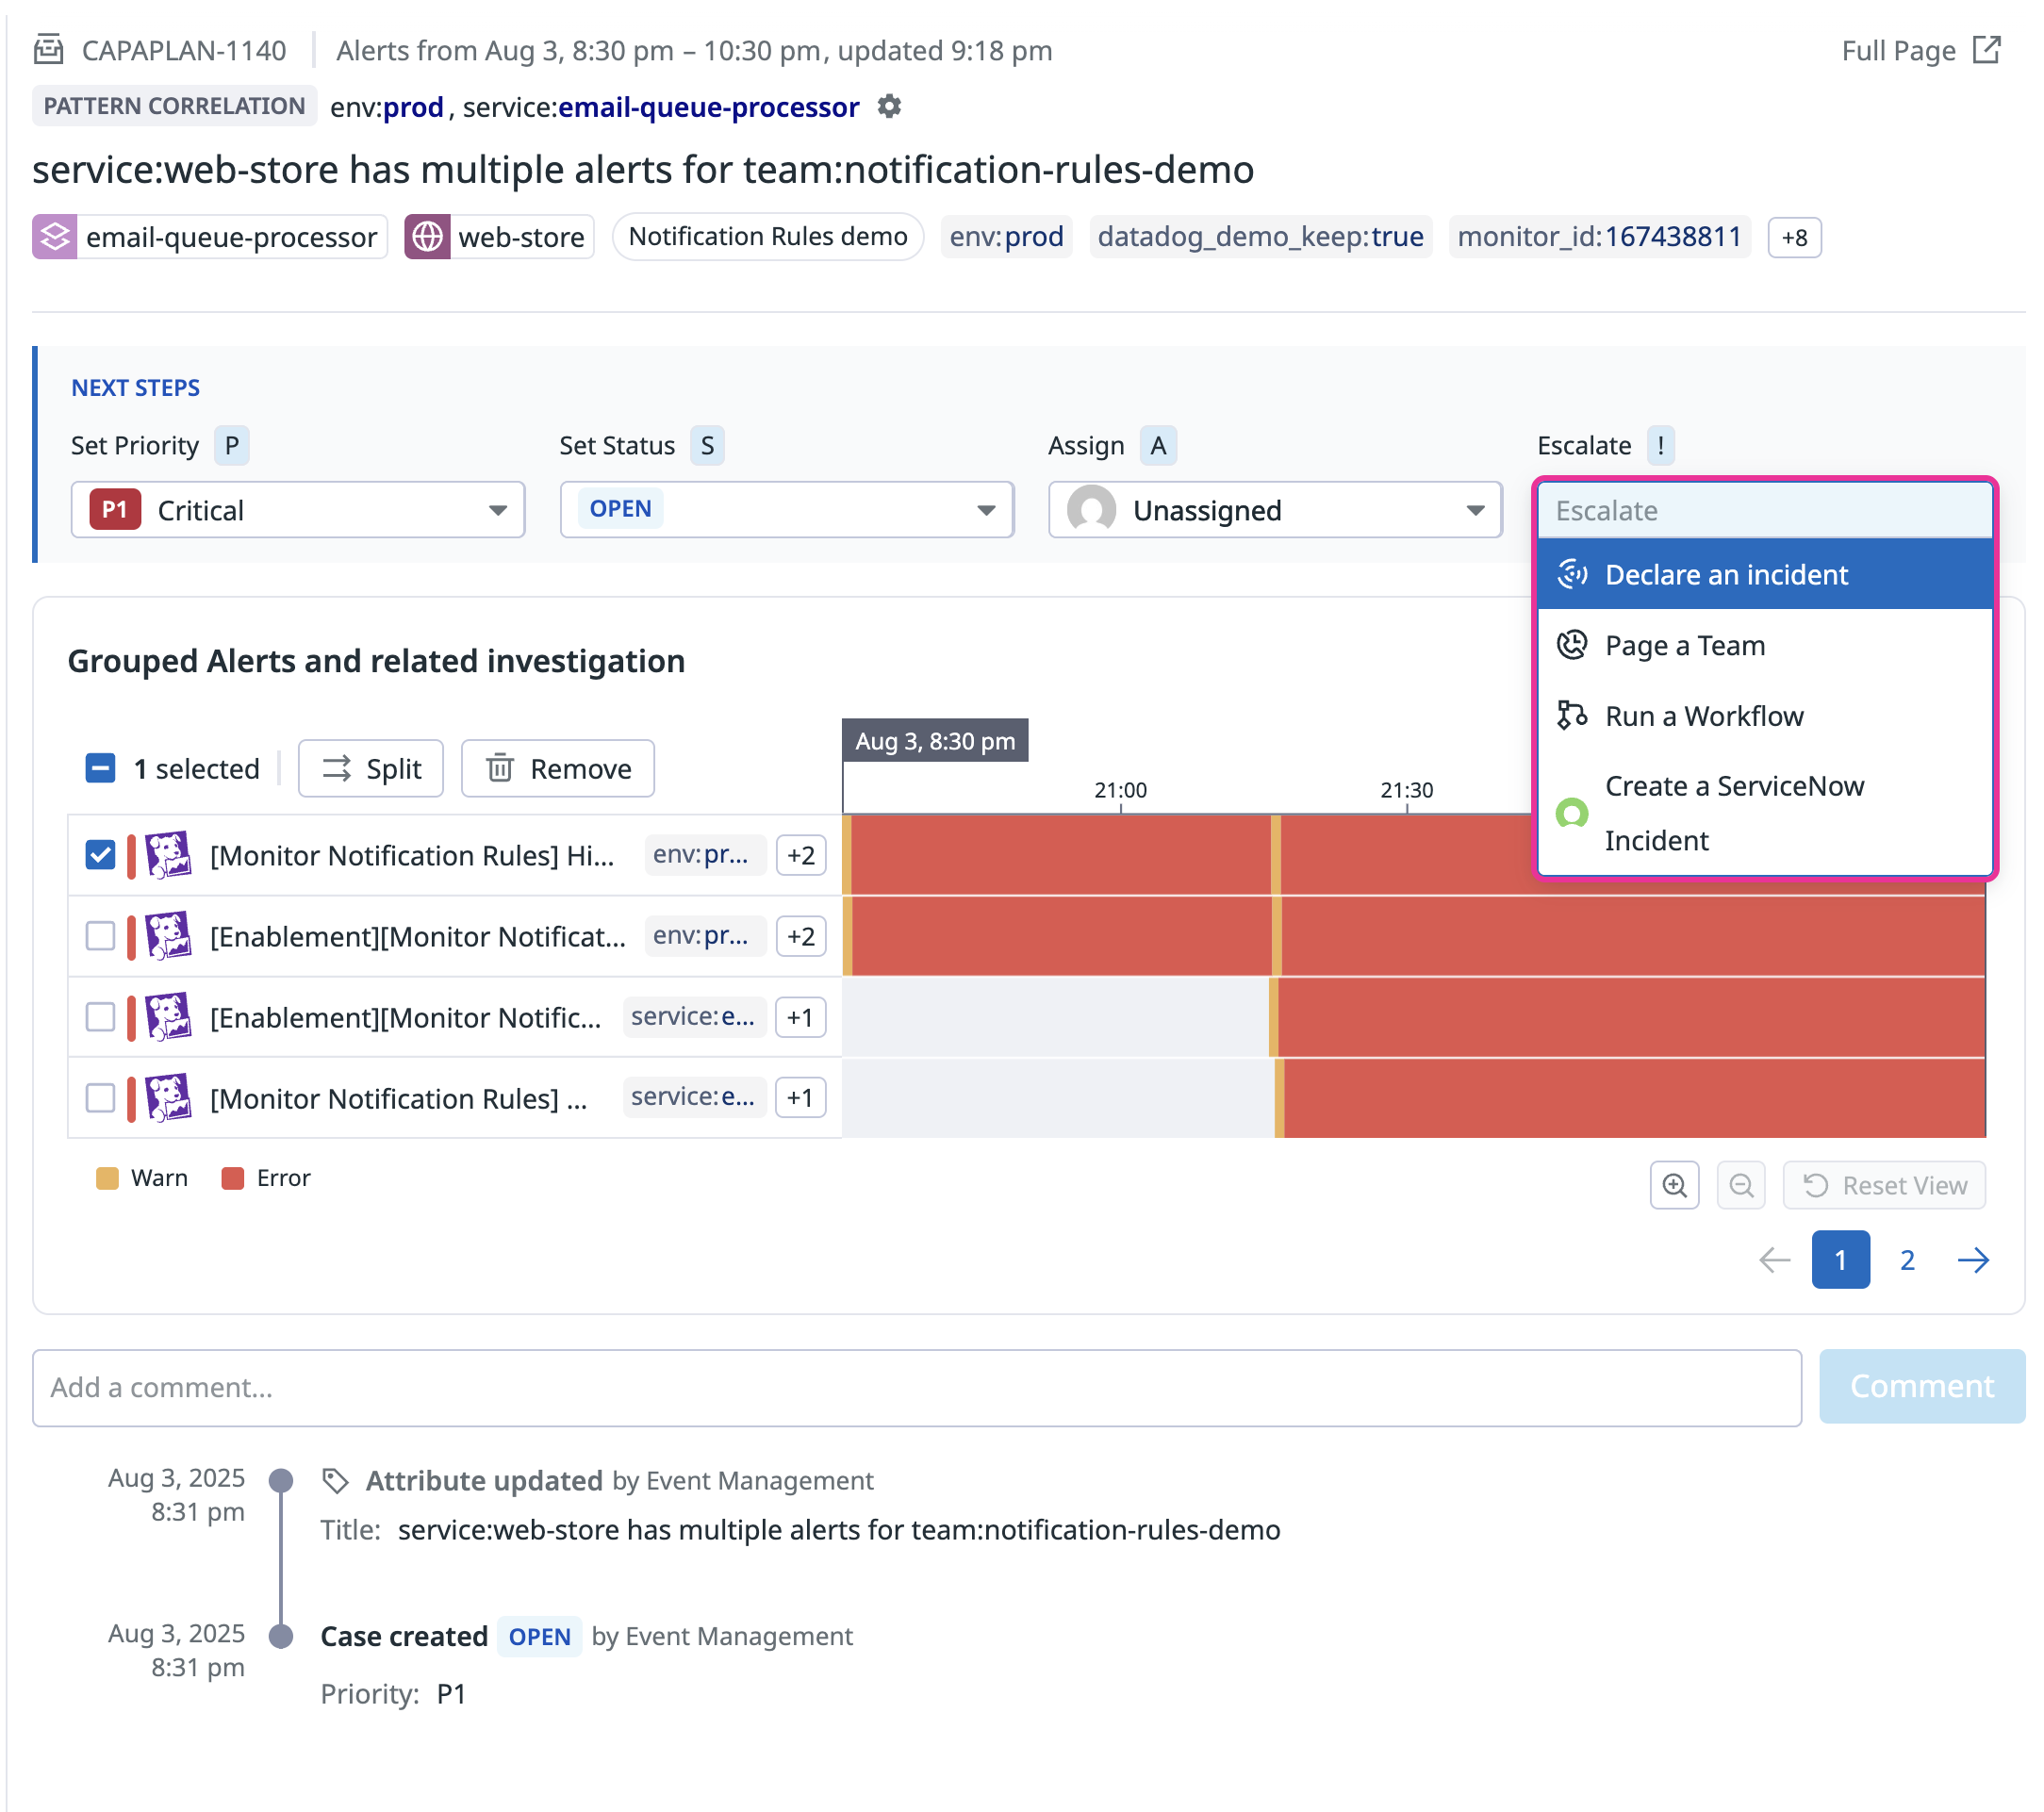 CAPAPLAN-1140 Alerts from Aug 3, 8:30 pm – 10:30 pm, updated 9:18 pm Full Page
PATTERN CORRELATION env:prod, service:email-queue-processor
service:web-store has multiple alerts for team:notification-rules-demo
email-queue-processor web-store Notification Rules demo env:prod datadog_demo_keep:true monitor_id:167438811 +8
NEXT STEPS
Set Priority P Set Status S Assign A Escalate !
P1 Critical OPEN Unassigned Escalate
Declare an incident
Page a Team
Run a Workflow
Create a ServiceNow
Incident
Grouped Alerts and related investigation
Aug 3, 8:30 pm
1 selected Split Remove
21:00 21:30
[Monitor Notification Rules] Hi... env:pr... +2
[Enablement][Monitor Notificat... env:pr... +2
[Enablement][Monitor Notific... service:e... +1
[Monitor Notification Rules] ... service:e... +1
Warn Error
Reset View
1 2
Add a comment... Comment
Aug 3, 2025 Attribute updated by Event Management
8:31 pm
Title: service:web-store has multiple alerts for team:notification-rules-demo
Aug 3, 2025 Case created OPEN by Event Management
8:31 pm
Priority: P1